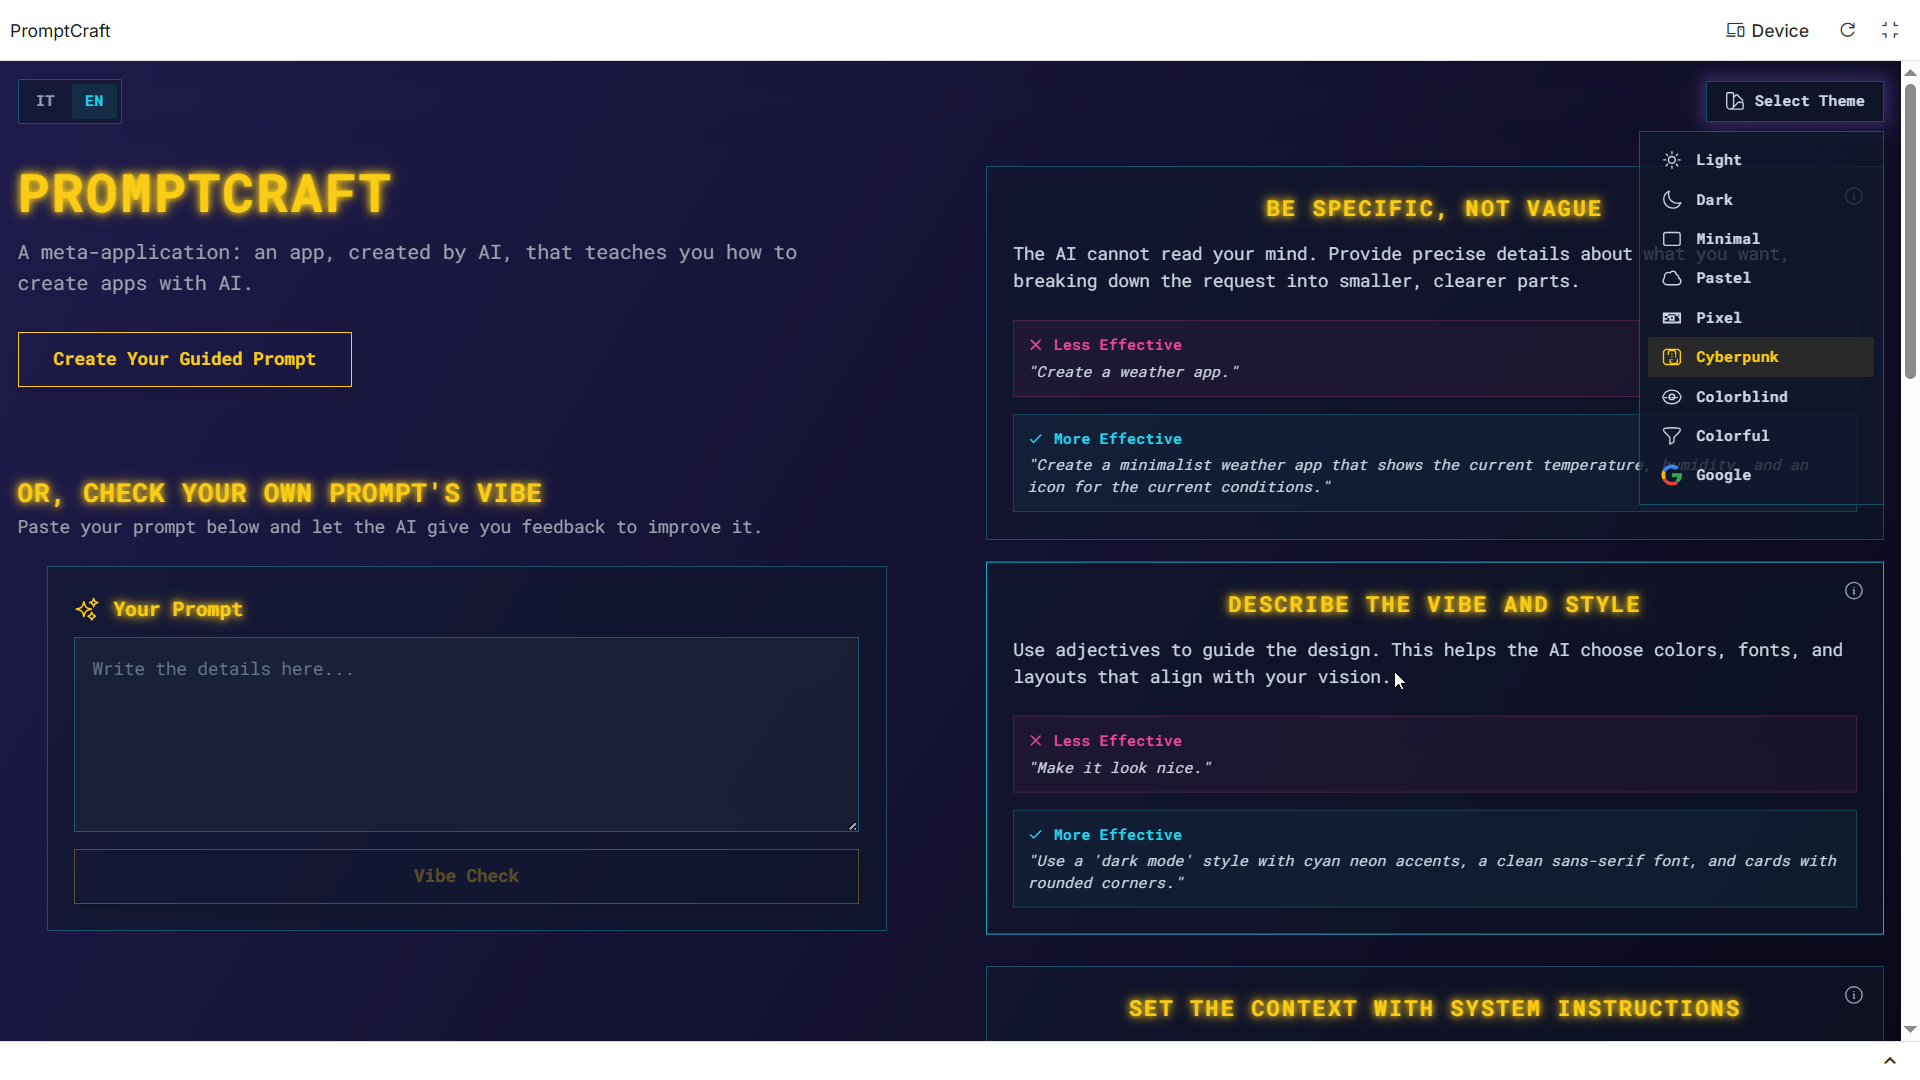 PromptCraft
Device
IT
EN
Select Theme
Light
Dark
Minimal
Pastel
Pixel
Cyberpunk
Colorblind
Colorful
Google
PROMPTCRAFT
A meta-application: an app, created by AI, that teaches you how to
create apps with AI.
Create Your Guided Prompt
OR, CHECK YOUR OWN PROMPT'S VIBE
Paste your prompt below and let the AI give you feedback to improve it.
Your Prompt
Write the details here...
Vibe Check
BE SPECIFIC, NOT VAGUE
The AI cannot read your mind. Provide precise details about what you want,
breaking down the request into smaller, clearer parts.
Less Effective
"Create a weather app."
More Effective
"Create a minimalist weather app that shows the current temperature, humidity, and an
icon for the current conditions."
DESCRIBE THE VIBE AND STYLE
Use adjectives to guide the design. This helps the AI choose colors, fonts, and
layouts that align with your vision.
Less Effective
"Make it look nice."
More Effective
"Use a 'dark mode' style with cyan neon accents, a clean sans-serif font, and cards with
rounded corners."
SET THE CONTEXT WITH SYSTEM INSTRUCTIONS